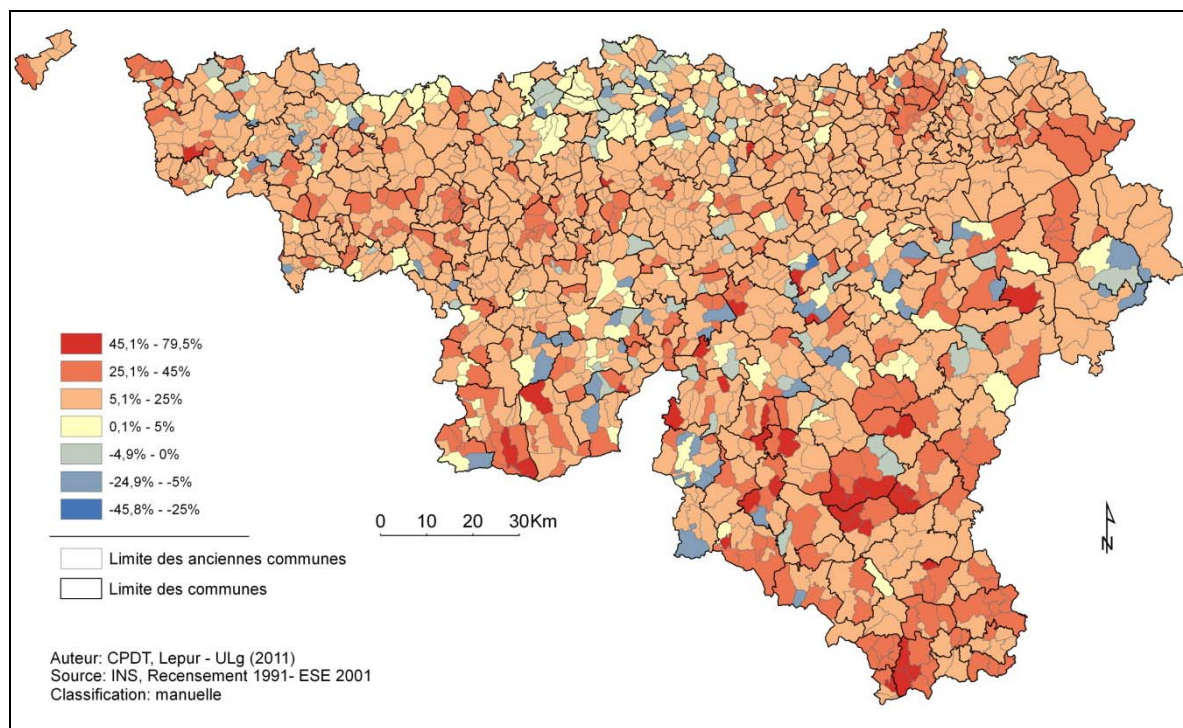 45,1% - 79,5%
25,1% - 45%
5,1% - 25%
0,1% - 5%
-4,9% - 0%
-24,9% - -5%
-45,8% - -25%
0 10 20 30Km
Limite des anciennes communes
Limite des communes
N
Auteur: CPDT, Lepur - ULg (2011)
Source: INS, Recensement 1991- ESE 2001
Classification: manuelle